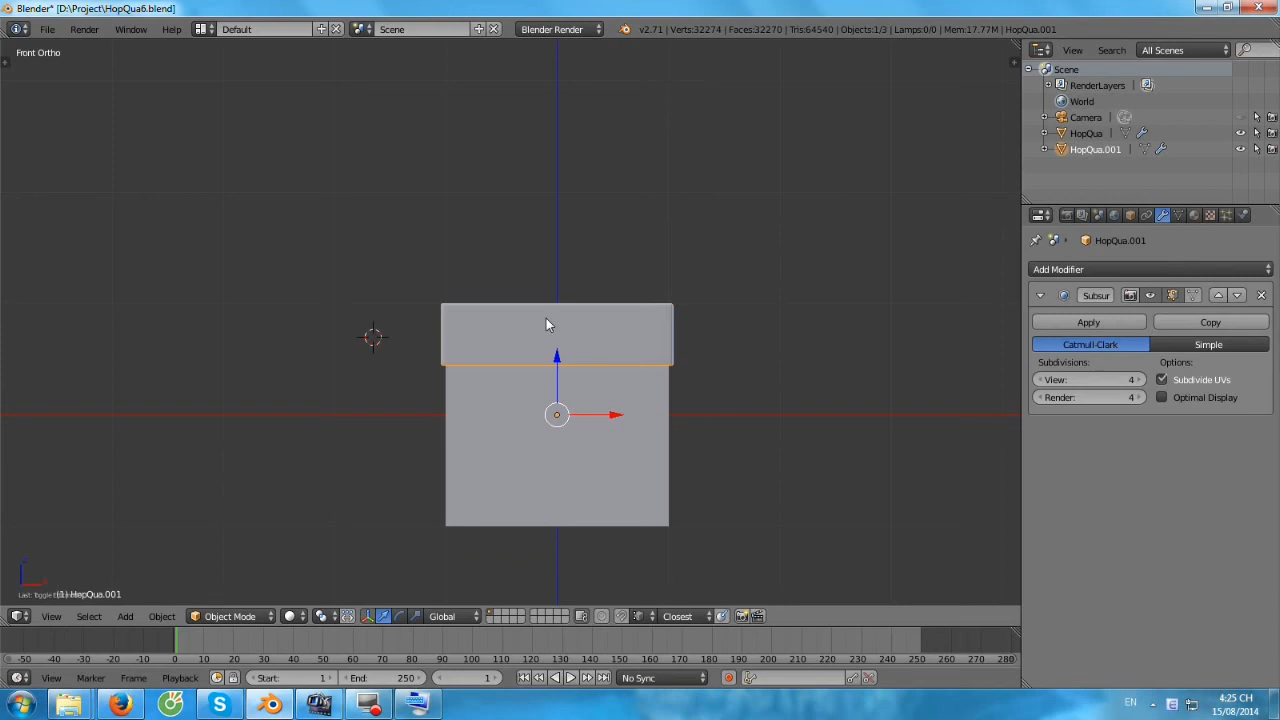 Blender* [D:\Project\HopQua6.blend]
File Render Window Help Default Scene Blender Render v2.71 | Verts:32274 | Faces:32270 | Tris:64540 | Objects:1/3 | Lamps:0/0 | Mem:17.77M | HopQua.001
View Search All Scenes
Front Ortho
Scene
RenderLayers
World
Camera
HopQua
HopQua.001
HopQua.001
Add Modifier
Subsur
Apply Copy
Catmull-Clark Simple
Subdivisions: Options:
View: 4 Subdivide UVs
Render: 4 Optimal Display
(1) HopQua.001
View Select Add Object Object Mode Global Closest
-50 -40 -30 -20 -10 0 10 20 30 40 50 60 70 80 90 100 110 120 130 140 150 160 170 180 190 200 210 220 230 240 250 260 270 280
View Marker Frame Playback Start: 1 End: 250 1 No Sync
EN 4:25 CH
15/08/2014